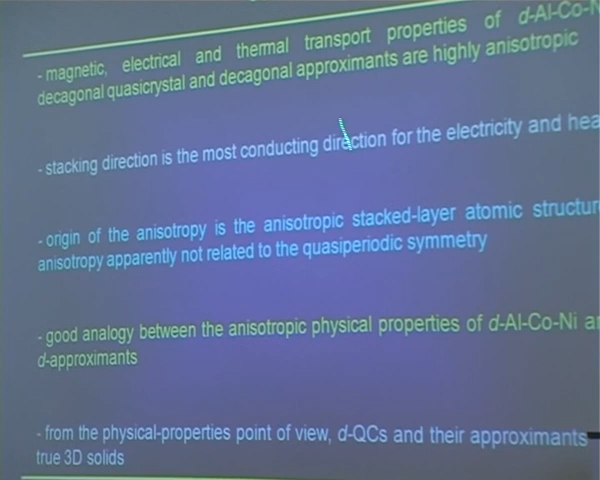 - magnetic, electrical and thermal transport properties of d-Al-Co-N
decagonal quasicrystal and decagonal approximants are highly anisotropic
- stacking direction is the most conducting direction for the electricity and hea
- origin of the anisotropy is the anisotropic stacked-layer atomic structur
anisotropy apparently not related to the quasiperiodic symmetry
- good analogy between the anisotropic physical properties of d-Al-Co-Ni an
d-approximants
- from the physical-properties point of view, d-QCs and their approximants
true 3D solids